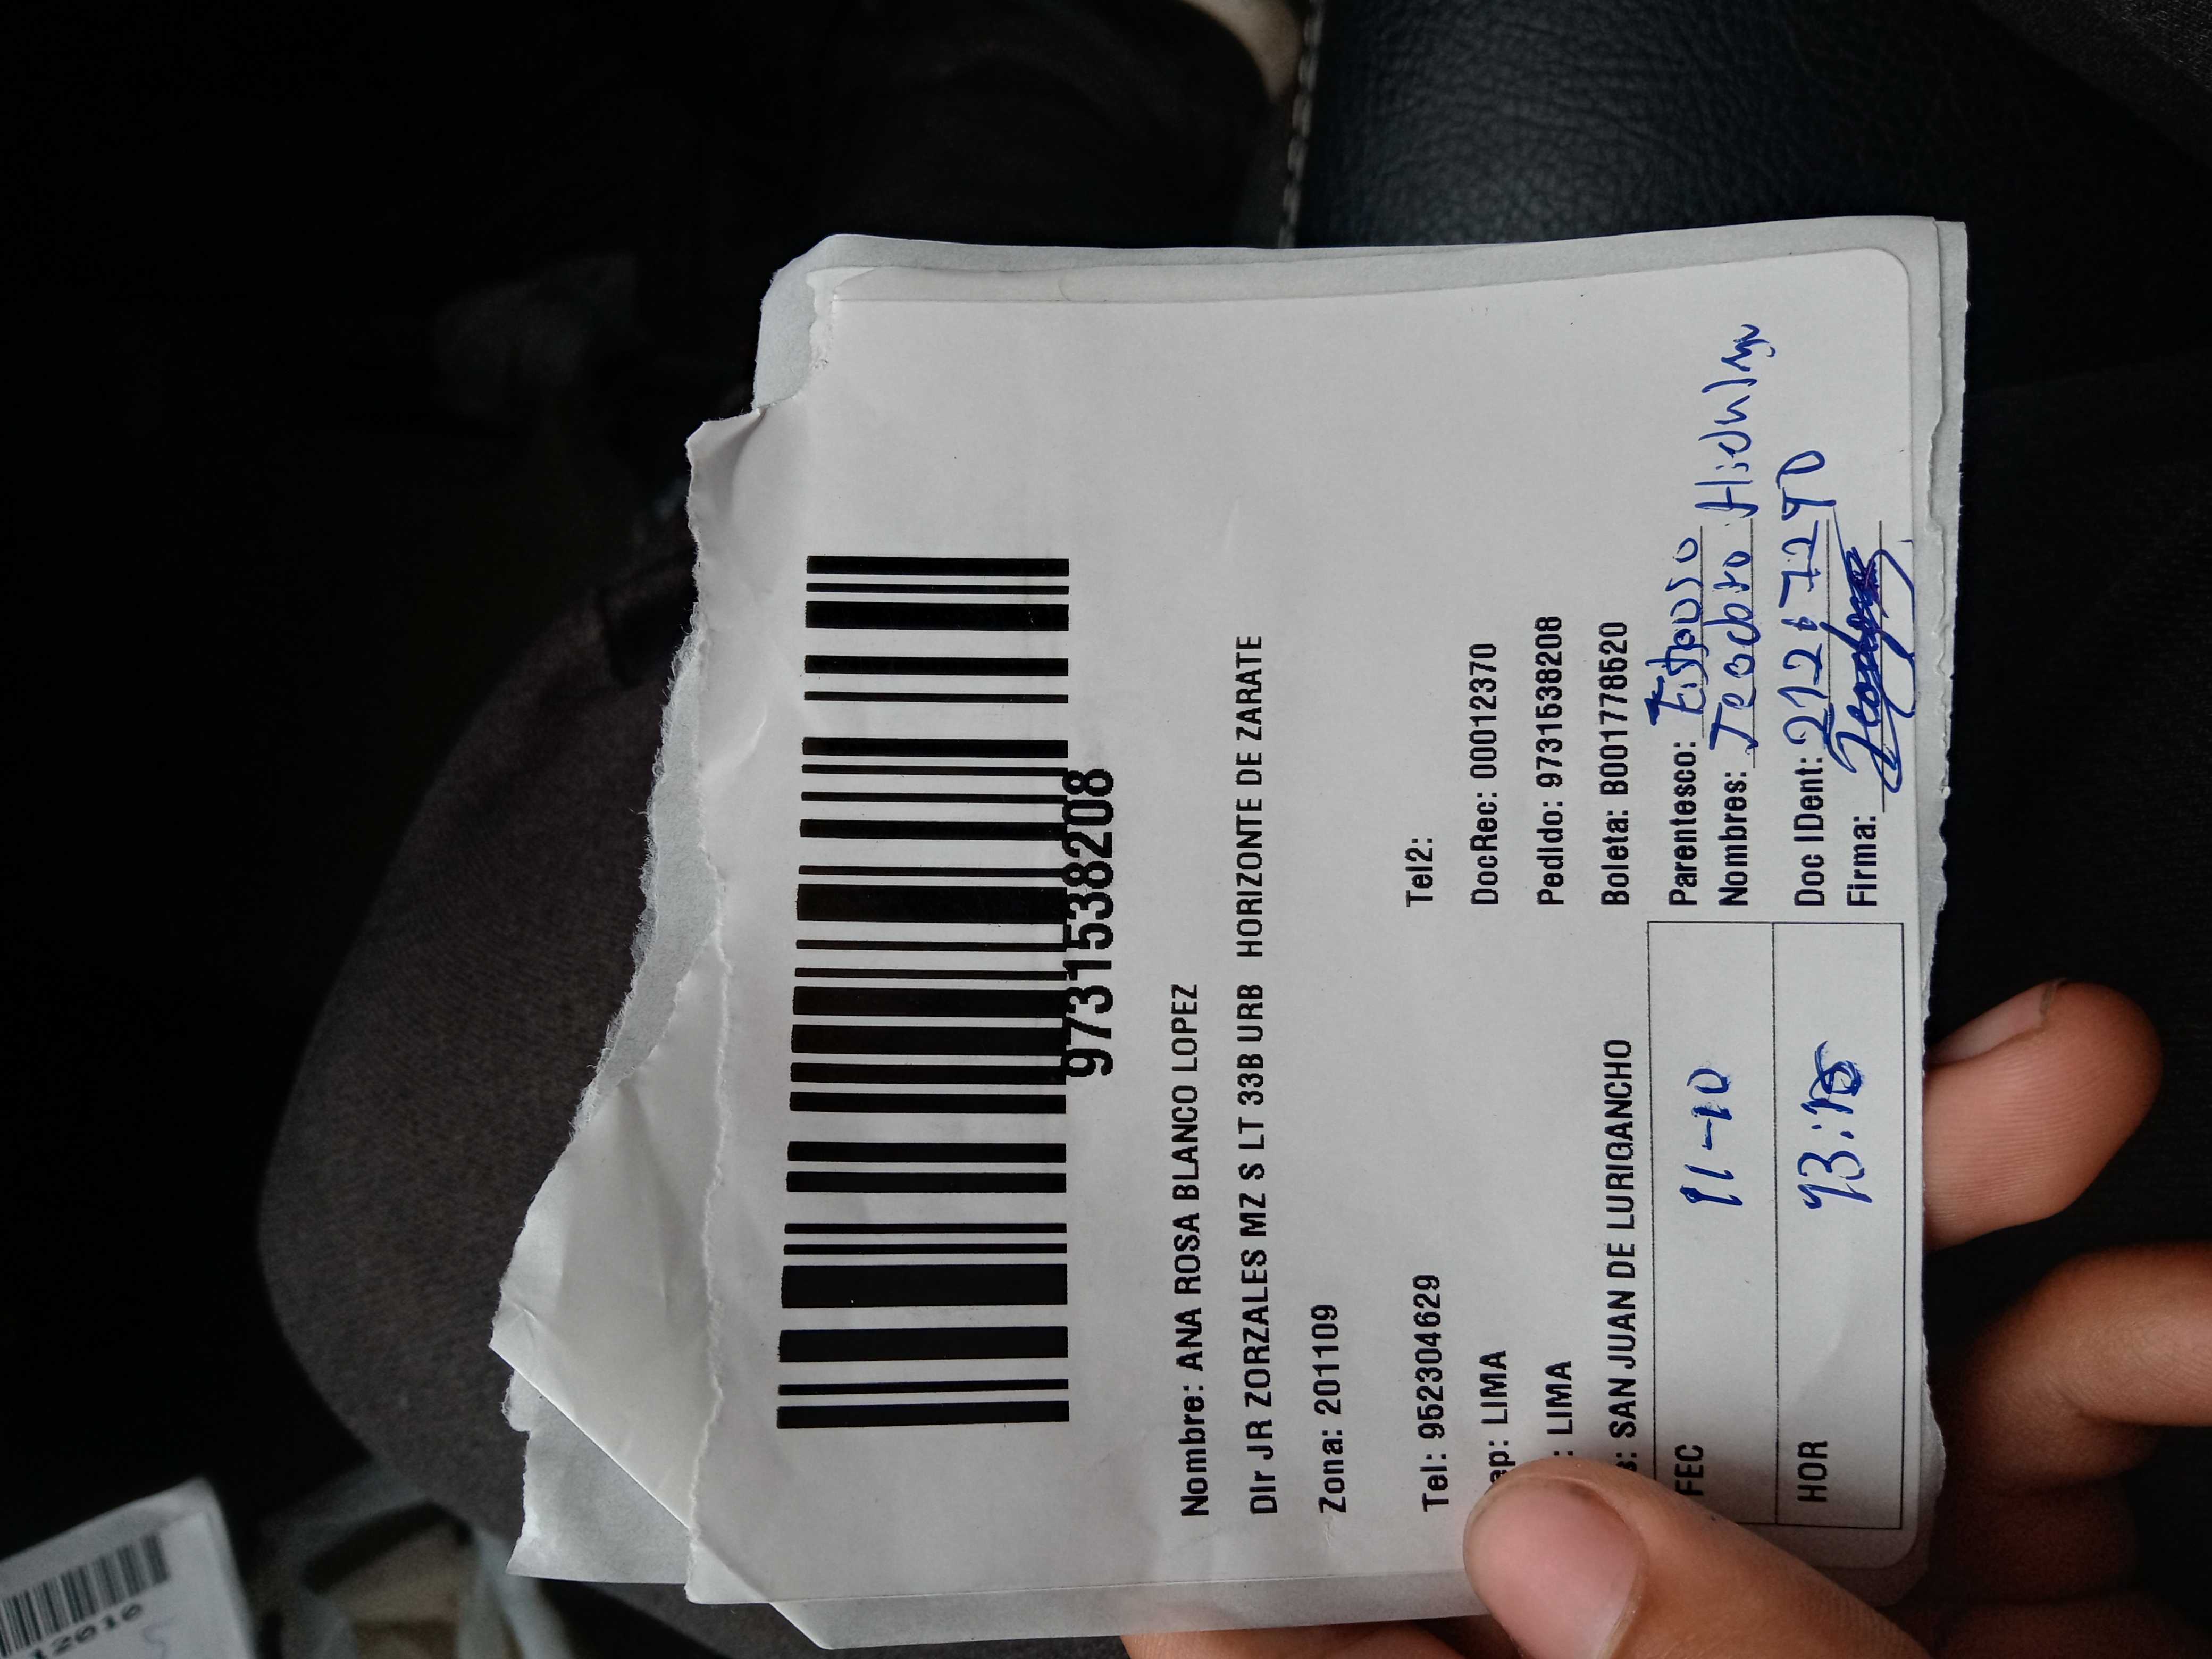 9731538208
Nombre: ANA ROSA BLANCO LOPEZ
Dir JR ZORZALES MZ S LT 33B URB HORIZONTE DE ZARATE
Zona: 201109
Tel: 952304629 Tel2:
ep: LIMA DocRec: 00012370
: LIMA Pedido: 9731538208
s: SAN JUAN DE LURIGANCHO Boleta: B001778520
FEC 11-10 Parentesco: Esposo
Nombres: Teodoro
HOR Doc IDent:
Firma:
12010